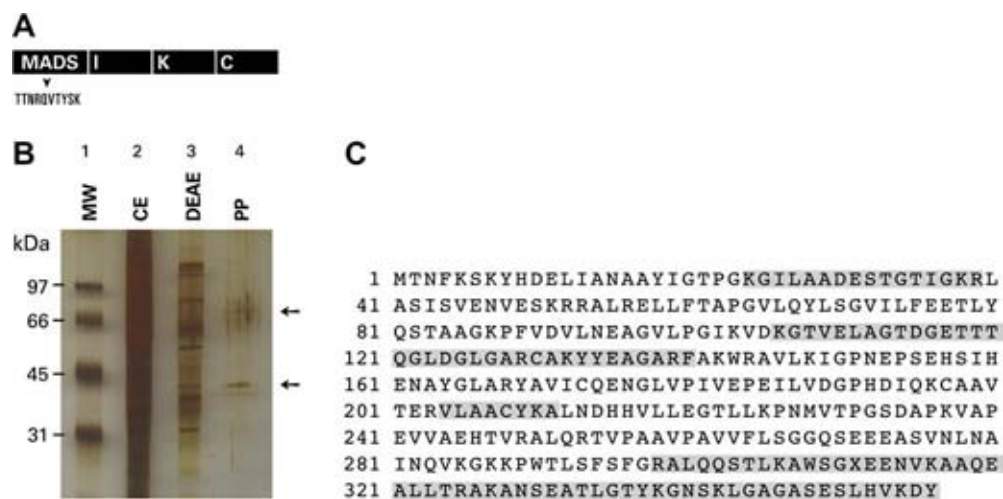 A
MADS I K C
TTNRQVTYSK
B
1 2 3 4
MW CE DEAE PP
kDa
97
66
45
31
C
1 MTNFKSKYHDELIANAAYIGTPGKGILAADESTGTIGKRL
41 ASISVENVESKRRALRELLFTAPGVLQYLSGVILFEETLY
81 QSTAAGKPFVDVLNEAGVLPGIKVDKGTVELAGTDGETTT
121 QGLDGLGARCAKYYEAGARFAKWRAVLKIGPNEPSEHSIH
161 ENAYGLARYAVICQENGLVPIVEPEILVDGPHDIQKCAAV
201 TERVLAACYKALNDHHVLLEGTLLKPNMVTPGSDAPKVAP
241 EVVAEHTVRALQRTVPAAVPAVVFLSGGQSEEEASVNLNA
281 INQVKGKKPWTLSFSFGRALQQSTLKAWSGXEENVKAAQE
321 ALLTRAKANSEATLGTYKGNSKLGAGASESLHVKDY